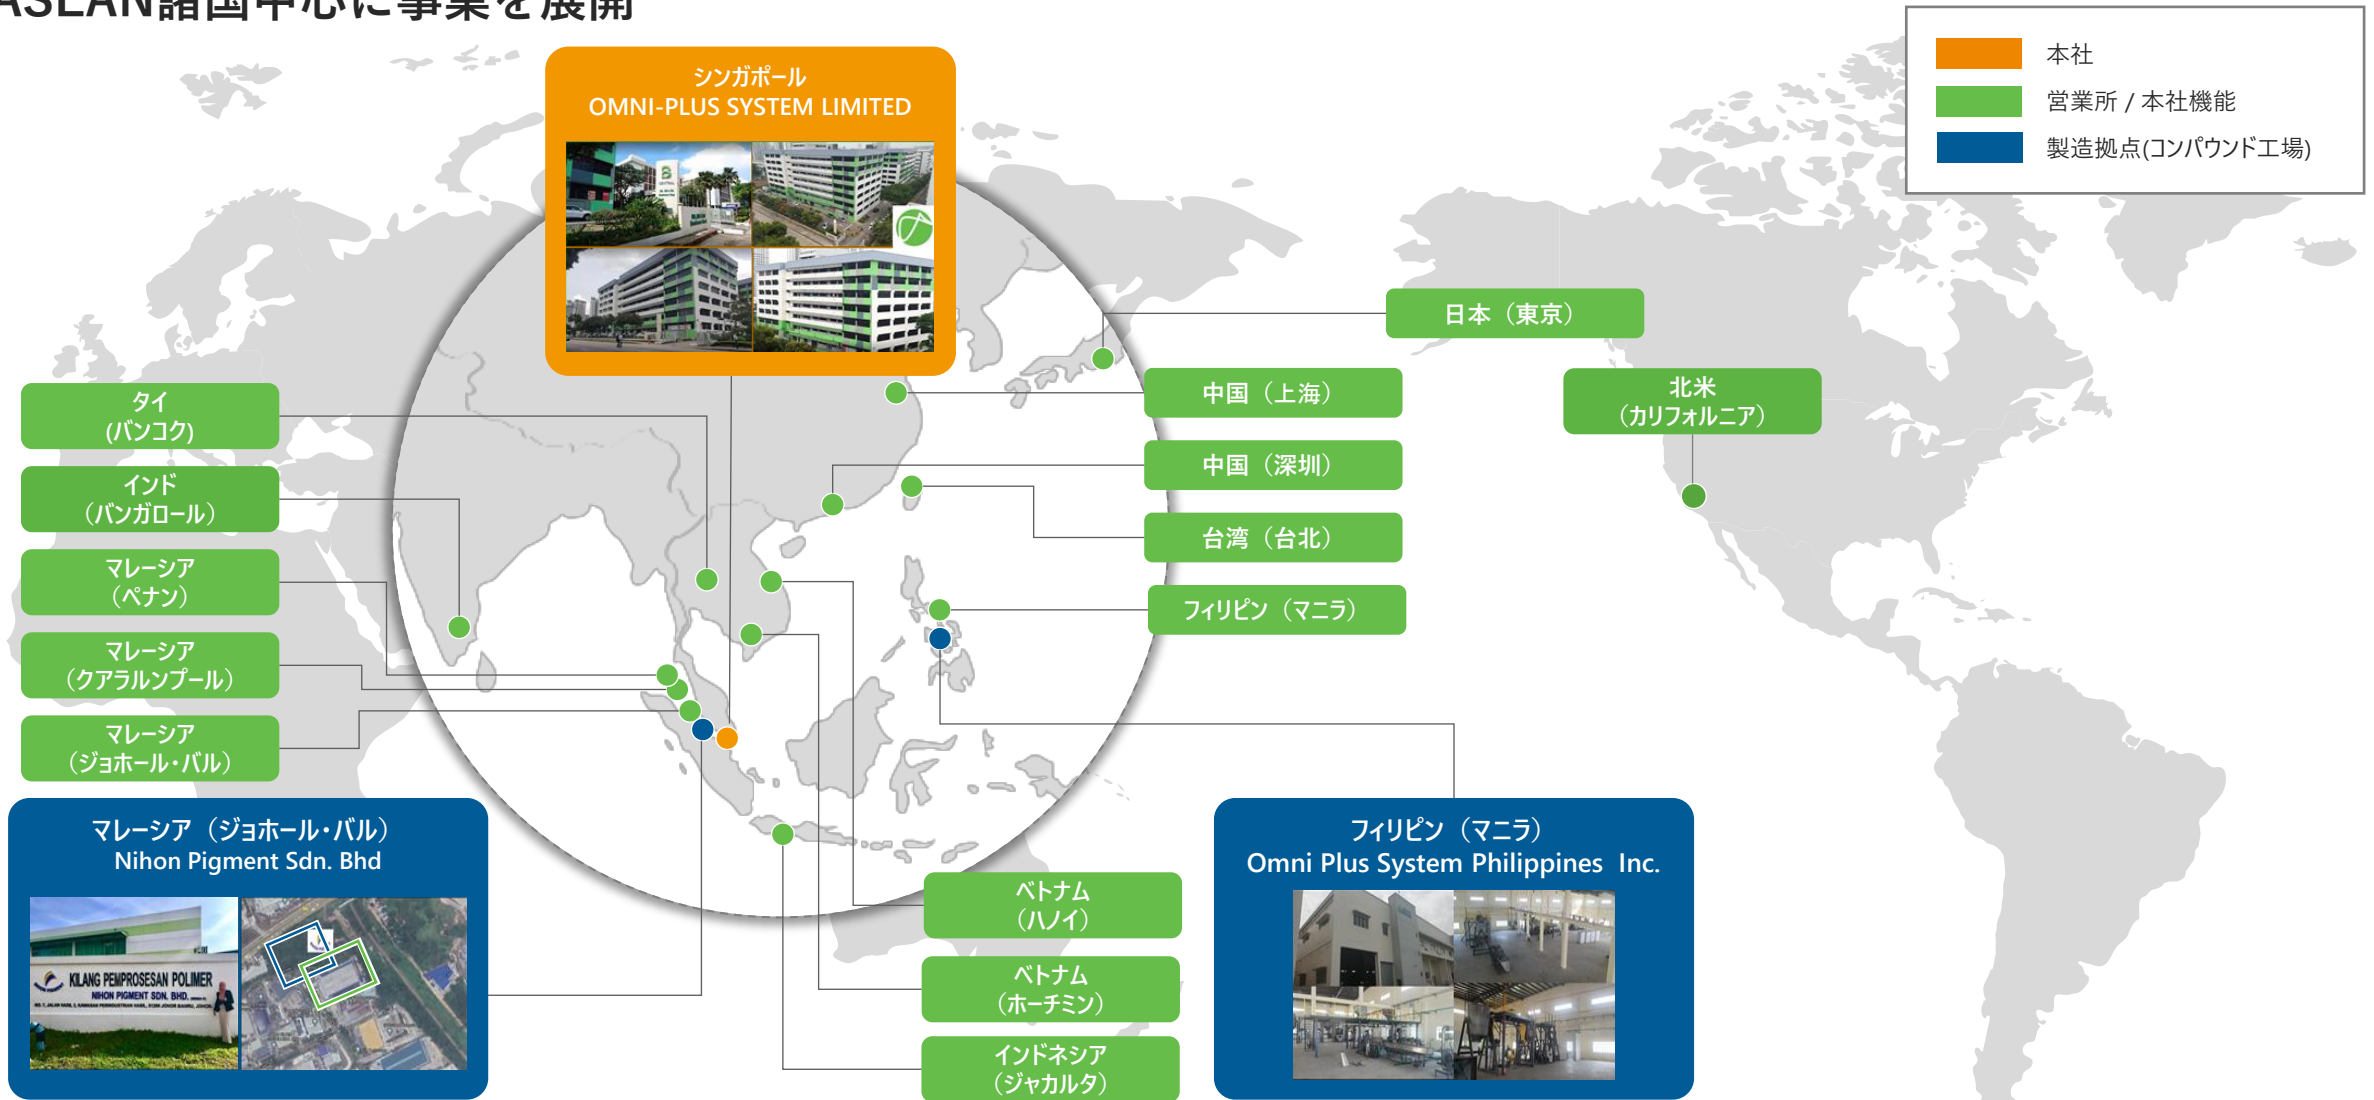 ASEAN諸国中心に事業を展開
本社
営業所 / 本社機能
製造拠点(コンパウンド工場)
シンガポール
OMNI-PLUS SYSTEM LIMITED
日本（東京）
中国（上海）
北米
（カリフォルニア）
タイ
(バンコク)
中国（深圳）
インド
（バンガロール）
台湾（台北）
マレーシア
（ペナン）
フィリピン（マニラ）
マレーシア
（クアラルンプール）
マレーシア
（ジョホール・バル）
マレーシア（ジョホール・バル）
Nihon Pigment Sdn. Bhd
KILANG PEMPROSESAN POLIMER
NIHON PIGMENT SDN. BHD.
フィリピン（マニラ）
Omni Plus System Philippines Inc.
ベトナム
（ハノイ）
ベトナム
（ホーチミン）
インドネシア
（ジャカルタ）